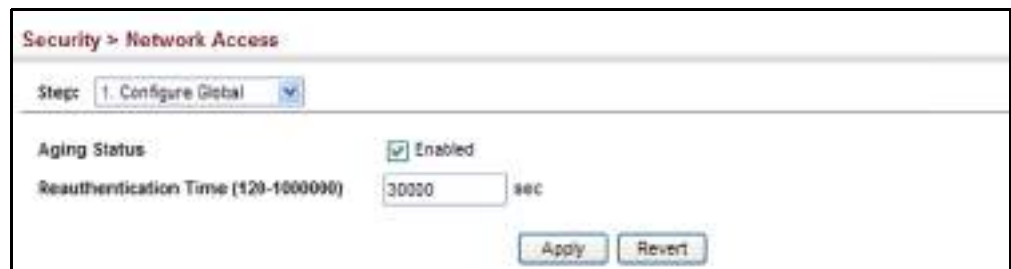 Security > Network Access
Step: 1. Configure Global
Aging Status Enabled
Reauthentication Time (120-1000000) 30000 sec
Apply Revert